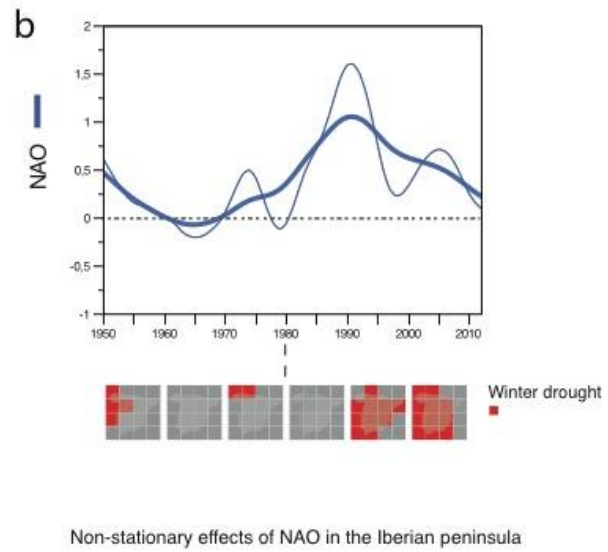 b
NAO
2
1.5
1
0.5
0
-0.5
-1
1950 1960 1970 1980 1990 2000 2010
Winter drought
Non-stationary effects of NAO in the Iberian peninsula